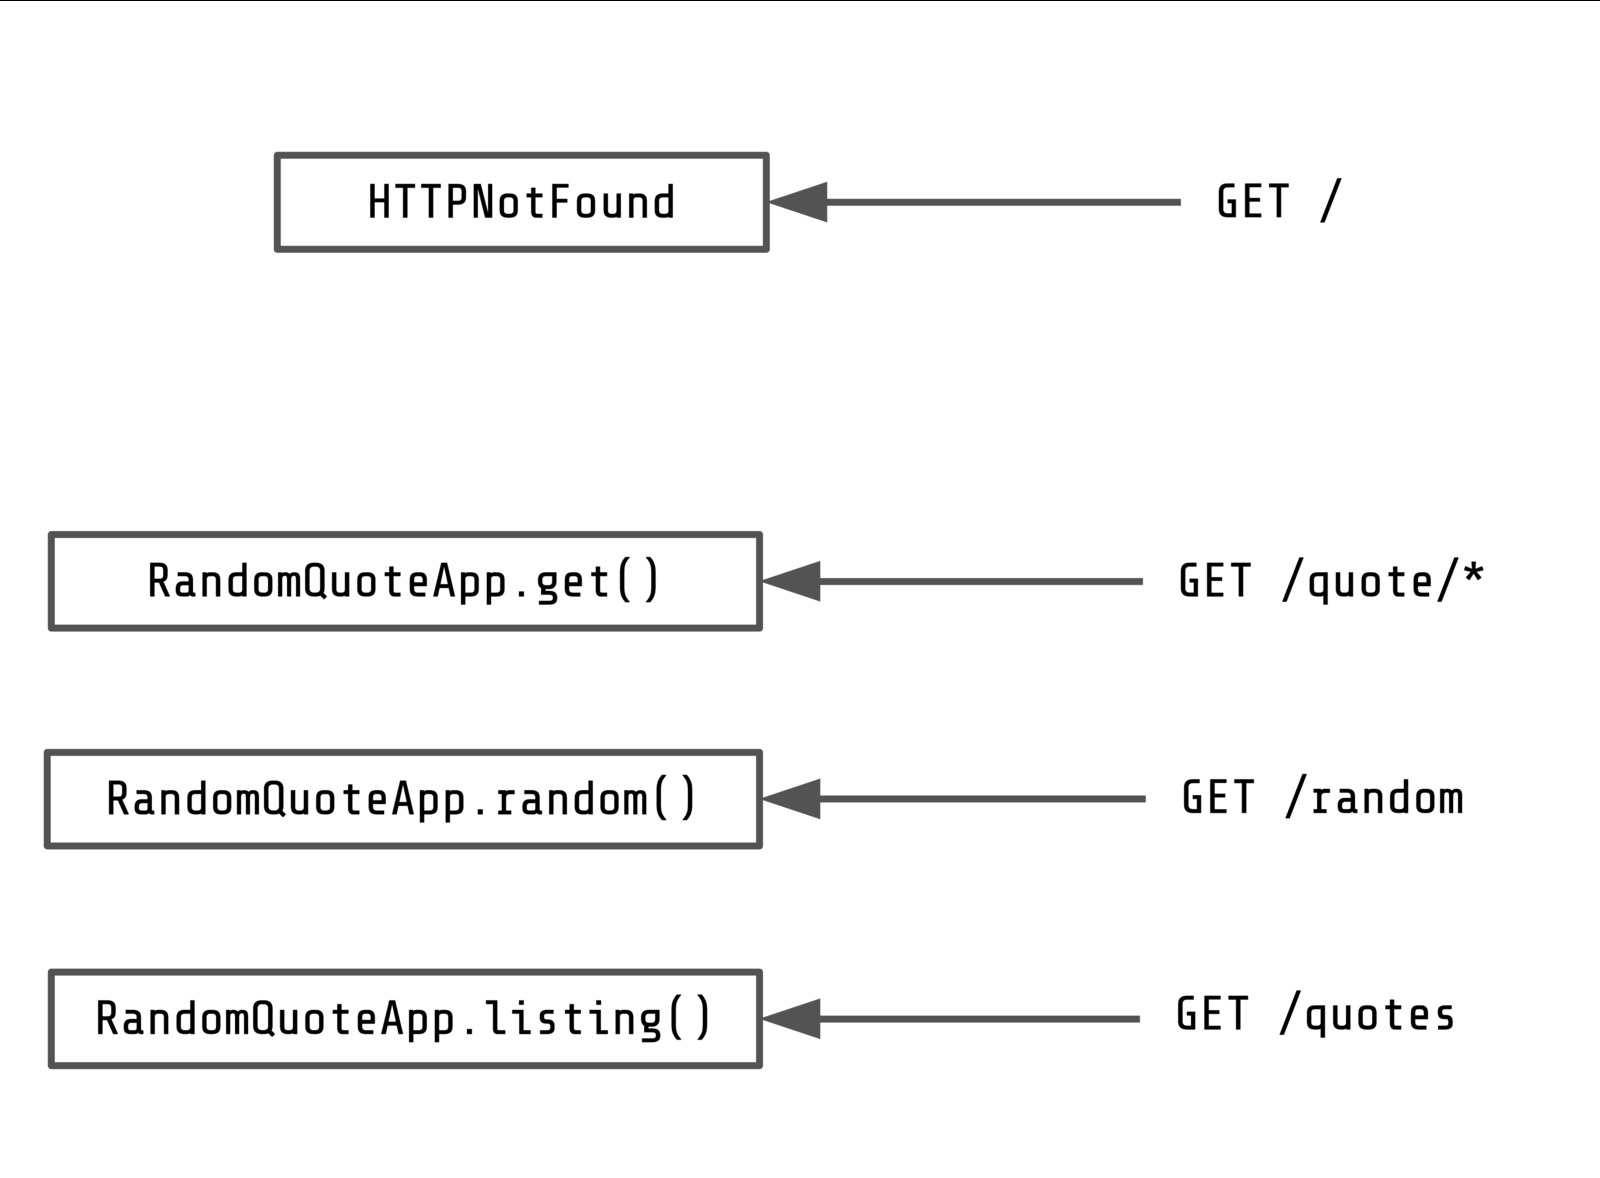 HTTPNotFound GET /
RandomQuoteApp.get() GET /quote/*
RandomQuoteApp.random() GET /random
RandomQuoteApp.listing() GET /quotes